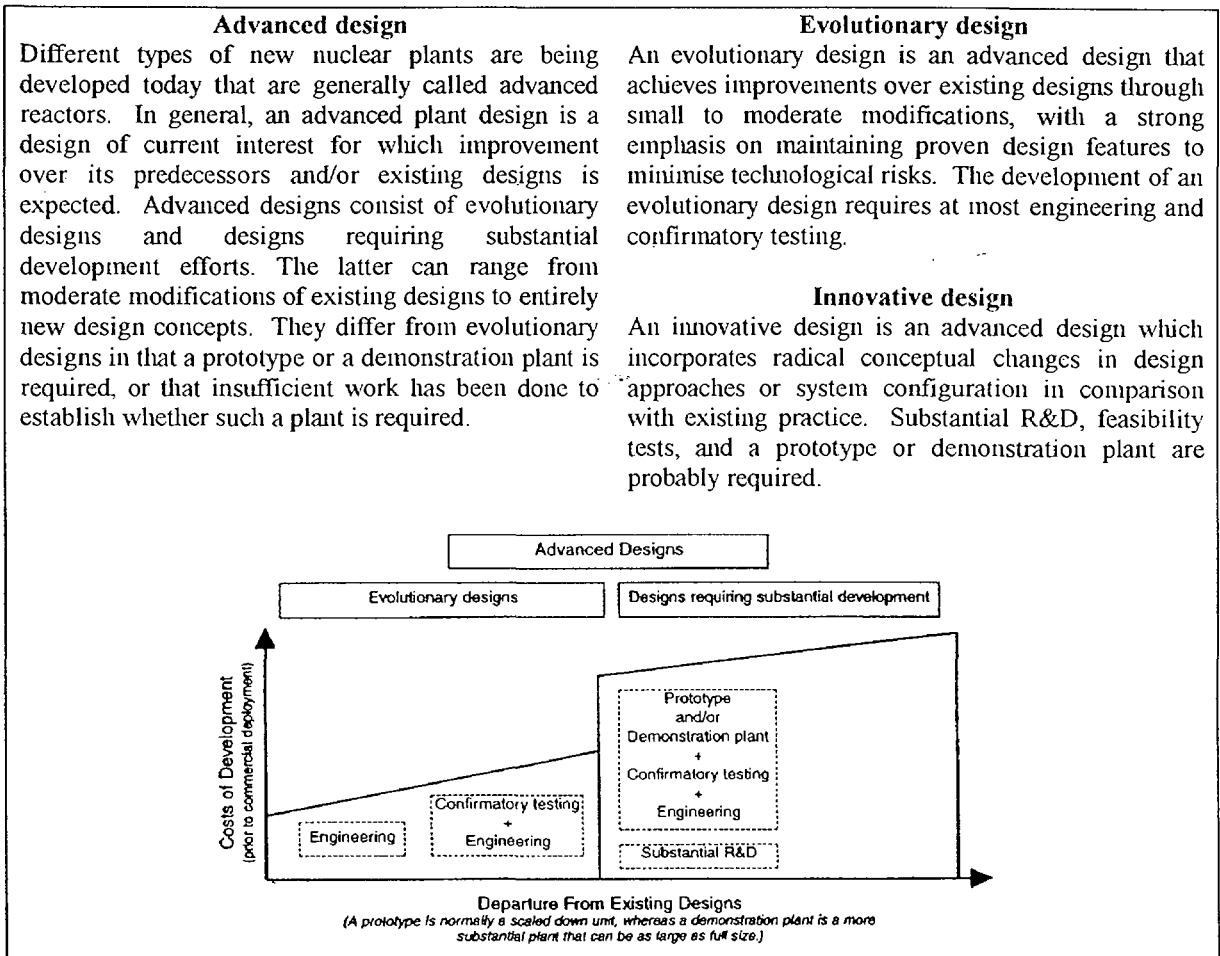 Advanced design
Different types of new nuclear plants are being
developed today that are generally called advanced
reactors. In general, an advanced plant design is a
design of current interest for which improvement
over its predecessors and/or existing designs is
expected. Advanced designs consist of evolutionary
designs and designs requiring substantial
development efforts. The latter can range from
moderate modifications of existing designs to entirely
new design concepts. They differ from evolutionary
designs in that a prototype or a demonstration plant is
required, or that insufficient work has been done to
establish whether such a plant is required.
Evolutionary design
An evolutionary design is an advanced design that
achieves improvements over existing designs through
small to moderate modifications, with a strong
emphasis on maintaining proven design features to
minimise technological risks. The development of an
evolutionary design requires at most engineering and
confirmatory testing.
Innovative design
An innovative design is an advanced design which
incorporates radical conceptual changes in design
approaches or system configuration in comparison
with existing practice. Substantial R&D, feasibility
tests, and a prototype or demonstration plant are
probably required.
Advanced Designs
Evolutionary designs
Designs requiring substantial development
Costs of Development
(prior to commercial deployment)
Engineering
Confirmatory testing
+
Engineering
Prototype
and/or
Demonstration plant
+
Confirmatory testing
+
Engineering
Substantial R&D
Departure From Existing Designs
(A prototype is normally a scaled down unit, whereas a demonstration plant is a more
substantial plant that can be as large as full size.)